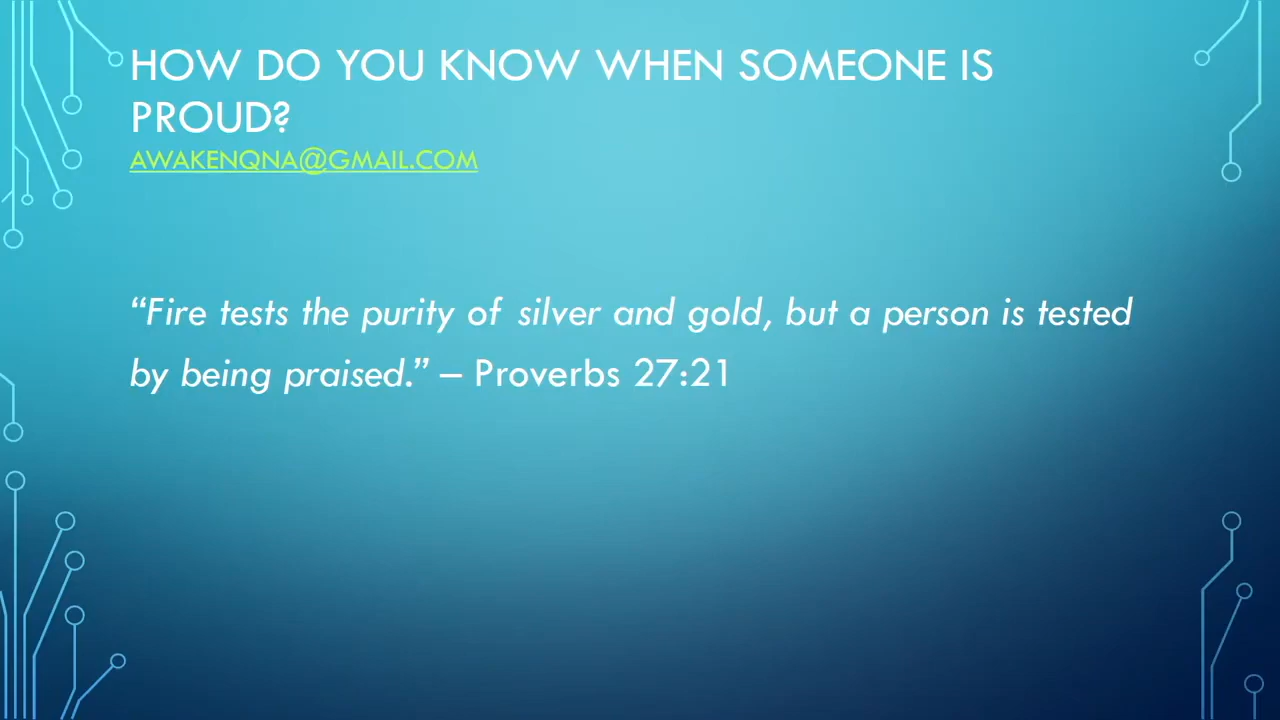 HOW DO YOU KNOW WHEN SOMEONE IS
PROUD?
AWAKENQNA@GMAIL.COM
“Fire tests the purity of silver and gold, but a person is tested
by being praised.” – Proverbs 27:21